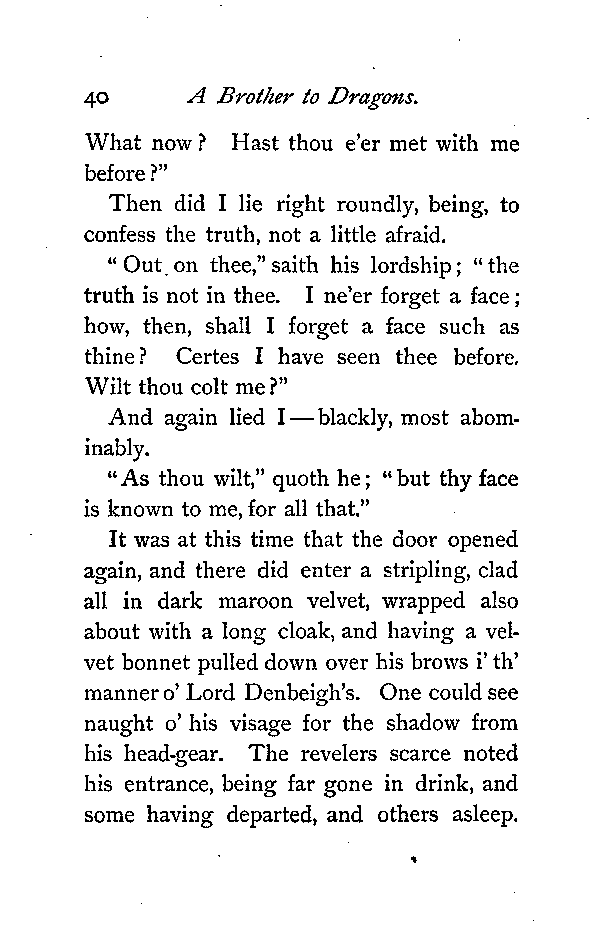 40 A Brother to Dragons.
What now? Hast thou e'er met with me
before?"
Then did I lie right roundly, being, to
confess the truth, not a little afraid.
"Out on thee," saith his lordship; "the
truth is not in thee. I ne'er forget a face;
how, then, shall I forget a face such as
thine? Certes I have seen thee before.
Wilt thou colt me?"
And again lied I—blackly, most abom-
inably.
"As thou wilt," quoth he; "but thy face
is known to me, for all that."
It was at this time that the door opened
again, and there did enter a stripling, clad
all in dark maroon velvet, wrapped also
about with a long cloak, and having a vel-
vet bonnet pulled down over his brows i' th'
manner o' Lord Denbeigh's. One could see
naught o' his visage for the shadow from
his head-gear. The revelers scarce noted
his entrance, being far gone in drink, and
some having departed, and others asleep.